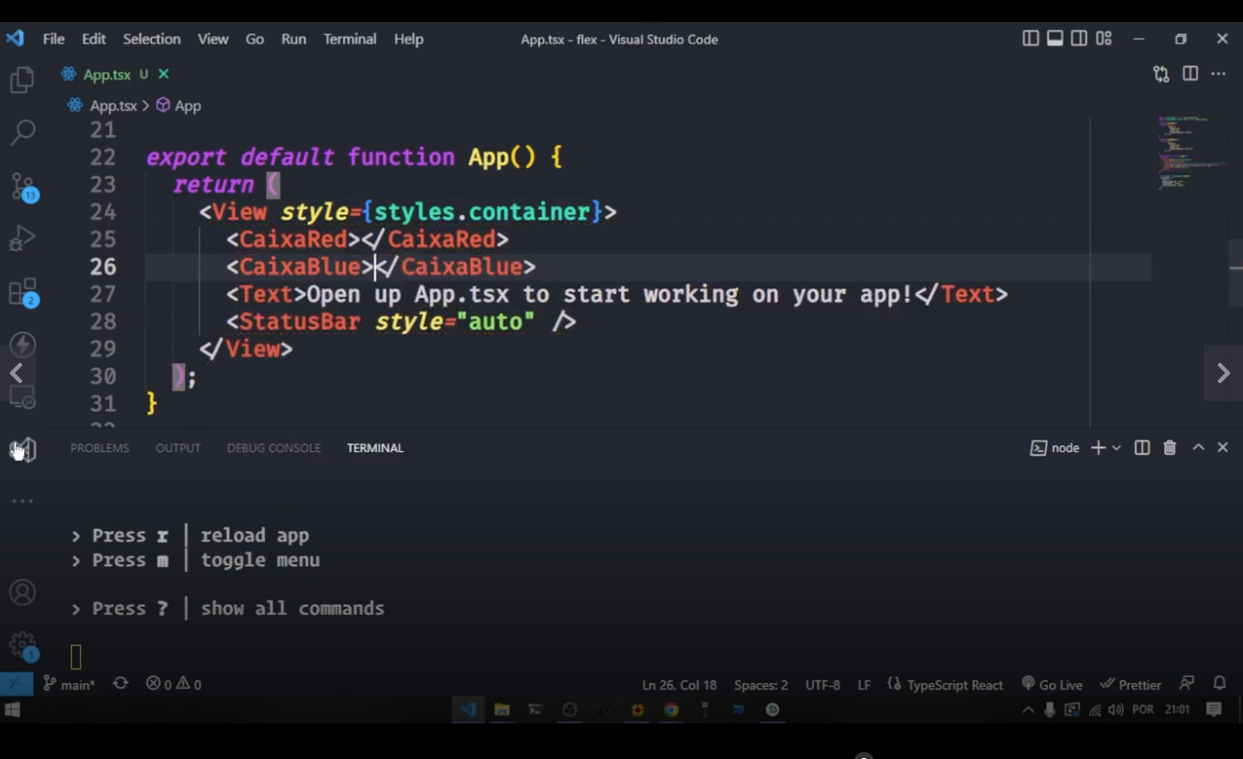 File Edit Selection View Go Run Terminal Help App.tsx - flex - Visual Studio Code
App.tsx U
App.tsx > App
21
22 export default function App() {
23 return (
24 <View style={styles.container}>
25 <CaixaRed></CaixaRed>
26 <CaixaBlue></CaixaBlue>
27 <Text>Open up App.tsx to start working on your app!</Text>
28 <StatusBar style="auto" />
29 </View>
30 );
31 }
13
2
PROBLEMS OUTPUT DEBUG CONSOLE TERMINAL node
> Press r | reload app
> Press m | toggle menu
> Press ? | show all commands
1
main* 0 0 Ln 26, Col 18 Spaces: 2 UTF-8 LF TypeScript React Go Live Prettier
POR 21:01